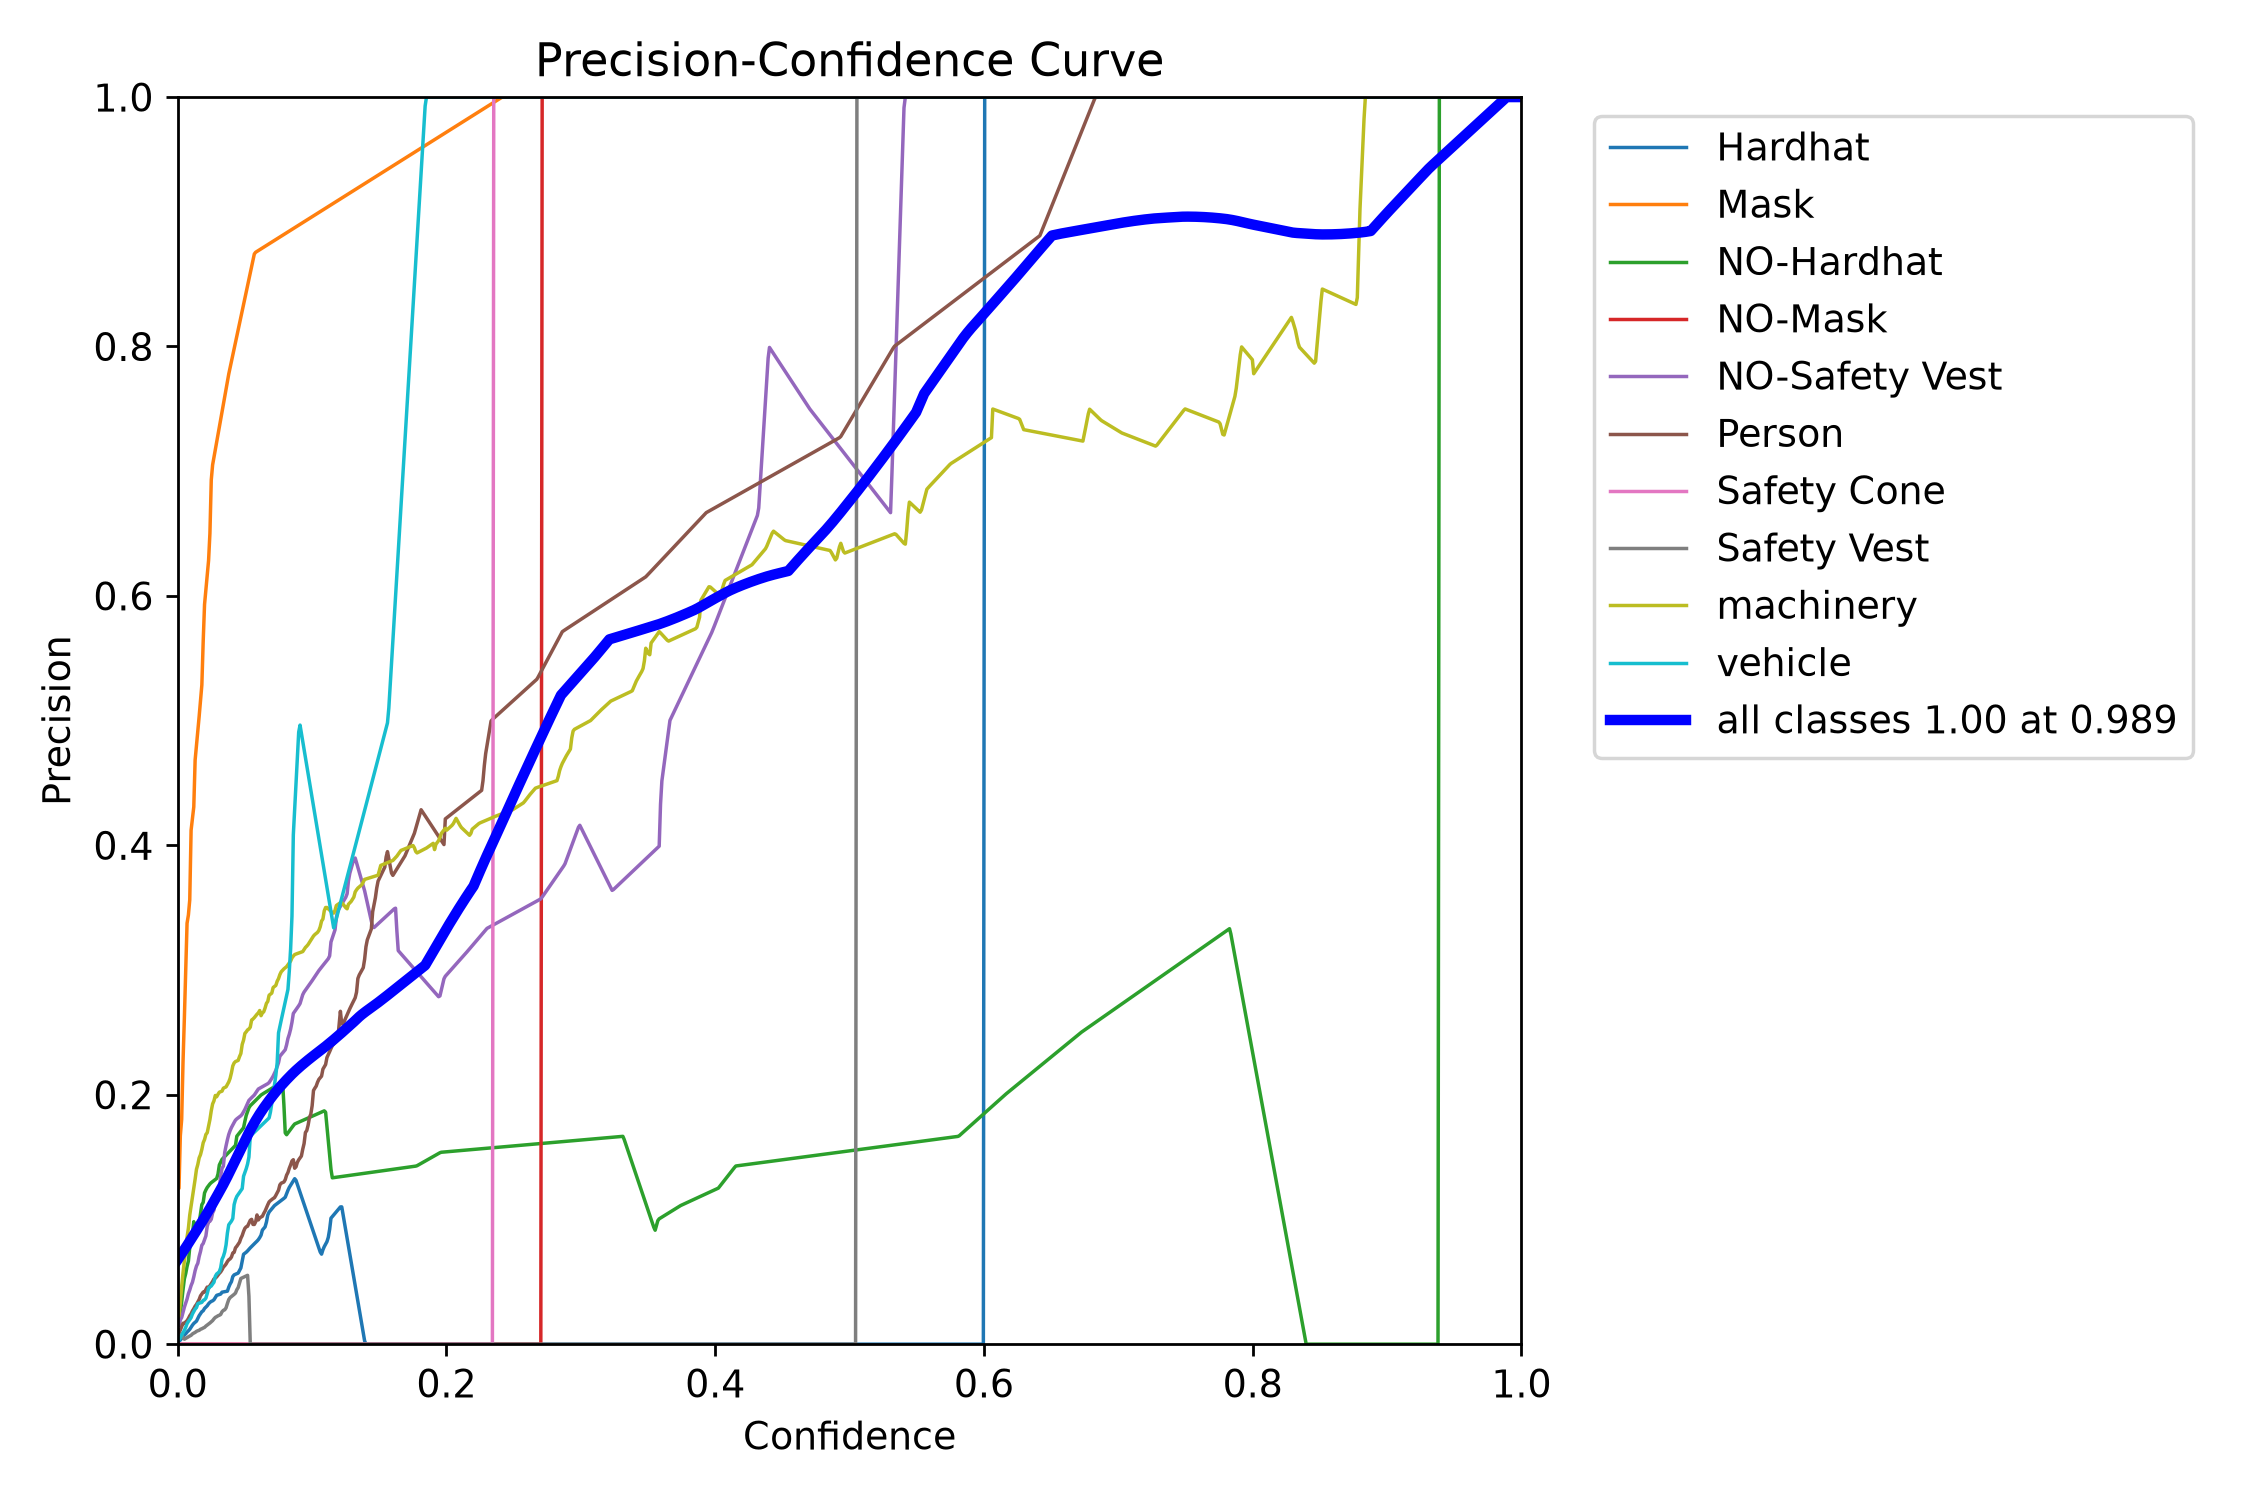 Precision-Confidence Curve
1.0
0.8
0.6
0.4
0.2
0.0
Precision
0.0 0.2 0.4 0.6 0.8 1.0
Confidence
Hardhat
Mask
NO-Hardhat
NO-Mask
NO-Safety Vest
Person
Safety Cone
Safety Vest
machinery
vehicle
all classes 1.00 at 0.989